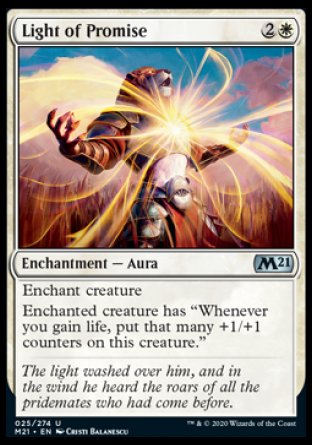 Light of Promise 2
Enchantment — Aura M21
Enchant creature
Enchanted creature has “Whenever
you gain life, put that many +1/+1
counters on this creature.”
The light washed over him, and in
the wind he heard the roars of all the
pridemates who had come before.
025/274 U
M21 • EN Cristi Balanescu ™ & © 2020 Wizards of the Coast